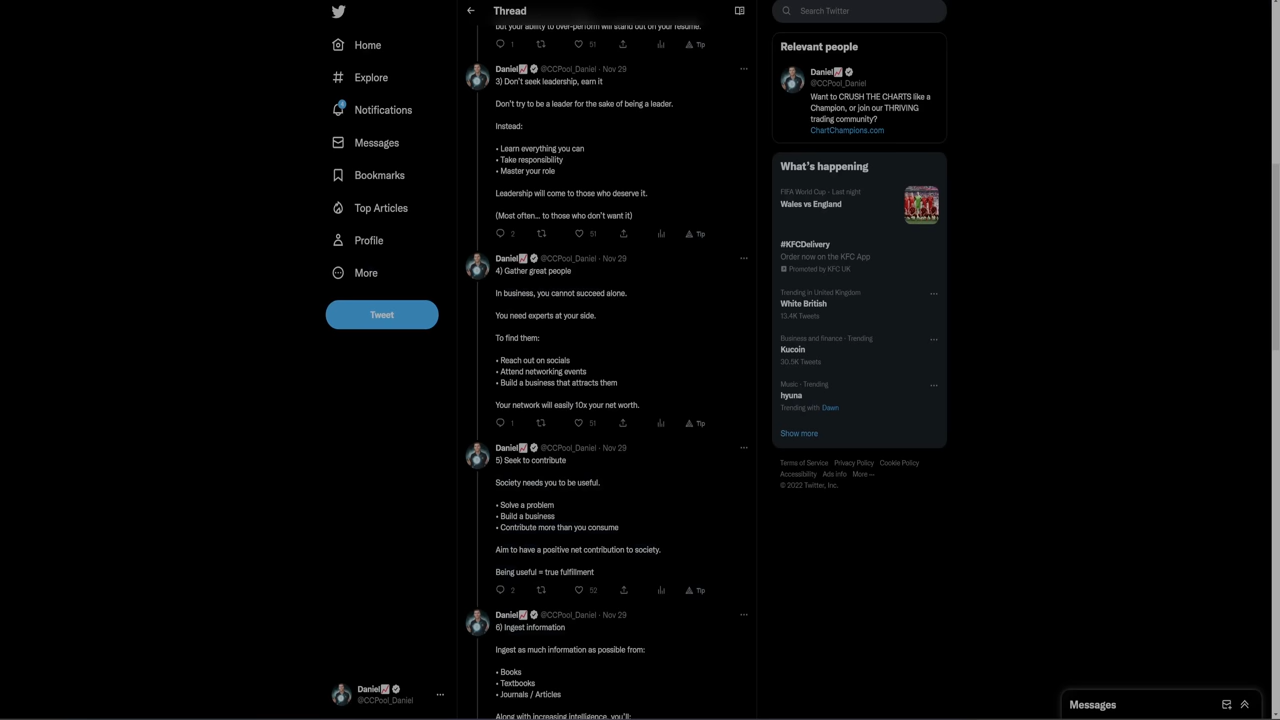 Home
Explore
Notifications
Messages
Bookmarks
Top Articles
Profile
More
Tweet
Daniel
@CCPool_Daniel
Thread
but your ability to over-perform will stand out on your resume.
1
51
Tip
Daniel @CCPool_Daniel · Nov 29
3) Don't seek leadership, earn it
Don't try to be a leader for the sake of being a leader.
Instead:
• Learn everything you can
• Take responsibility
• Master your role
Leadership will come to those who deserve it.
(Most often... to those who don't want it)
2
51
Tip
Daniel @CCPool_Daniel · Nov 29
4) Gather great people
In business, you cannot succeed alone.
You need experts at your side.
To find them:
• Reach out on socials
• Attend networking events
• Build a business that attracts them
Your network will easily 10x your net worth.
1
51
Tip
Daniel @CCPool_Daniel · Nov 29
5) Seek to contribute
Society needs you to be useful.
• Solve a problem
• Build a business
• Contribute more than you consume
Aim to have a positive net contribution to society.
Being useful = true fulfillment
2
52
Tip
Daniel @CCPool_Daniel · Nov 29
6) Ingest information
Ingest as much information as possible from:
• Books
• Textbooks
• Journals / Articles
Along with increasing intelligence, you'll:
Search Twitter
Relevant people
Daniel
@CCPool_Daniel
Want to CRUSH THE CHARTS like a
Champion, or join our THRIVING
trading community?
ChartChampions.com
What's happening
FIFA World Cup · Last night
Wales vs England
#KFCDelivery
Order now on the KFC App
Promoted by KFC UK
Trending in United Kingdom
White British
13.4K Tweets
Business and finance · Trending
Kucoin
30.5K Tweets
Music · Trending
hyuna
Trending with Dawn
Show more
Terms of Service Privacy Policy Cookie Policy
Accessibility Ads info More ···
© 2022 Twitter, Inc.
Messages